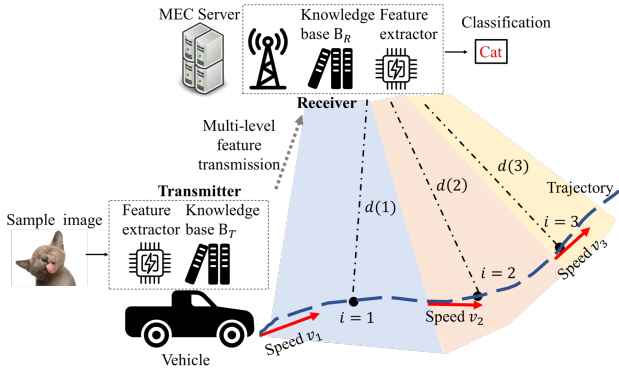 MEC Server
Knowledge
base B_R
Feature
extractor
Classification
Cat
Receiver
Multi-level
feature
transmission
d(3)
d(2)
d(1)
Trajectory
Transmitter
Sample image
Feature
extractor
Knowledge
base B_T
i = 3
Speed v_3
i = 2
Speed v_2
i = 1
Speed v_1
Vehicle